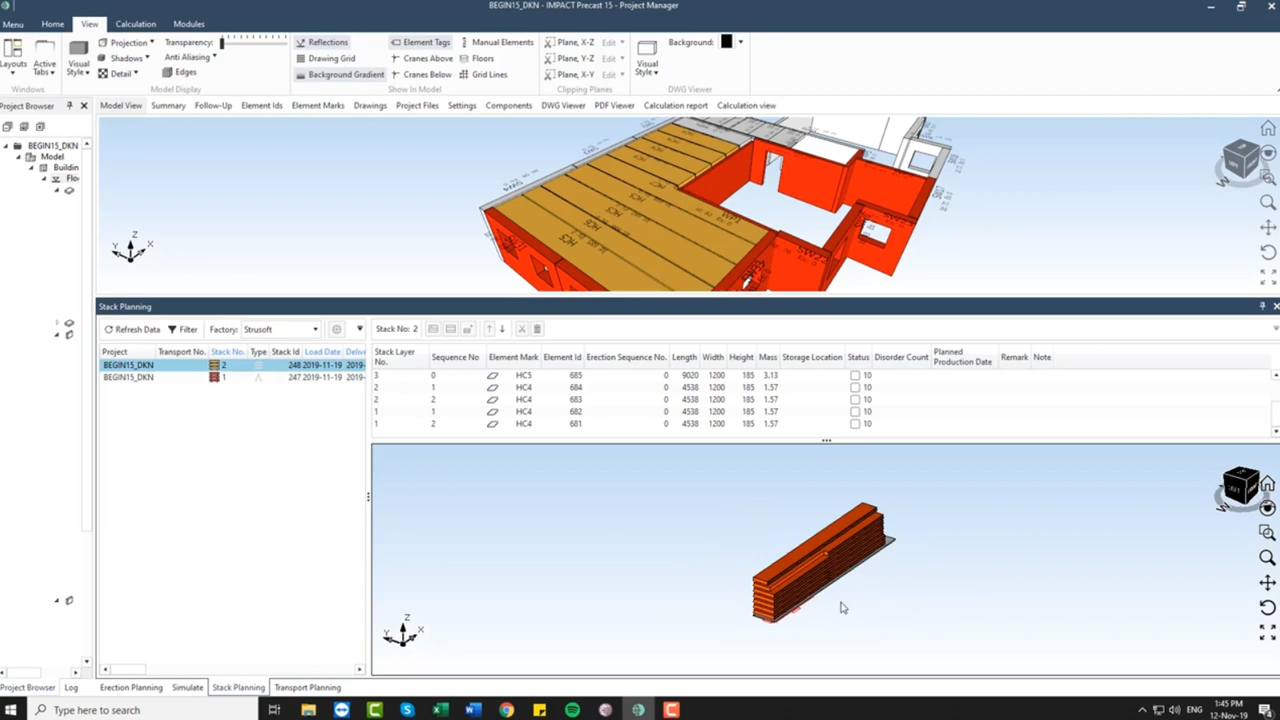 BEGIN15_DKN - IMPACT Precast 15 - Project Manager
Menu Home View Calculation Modules
Layouts Active Tabs Windows
Visual Style Projection Shadows Detail Transparency: Anti Aliasing Edges Model Display
Reflections Drawing Grid Background Gradient Element Tags Cranes Above Cranes Below Manual Elements Floors Grid Lines Show In Model
Plane, X-Z Edit Plane, Y-Z Edit Plane, X-Y Edit Clipping Planes
Visual Style Background: DWG Viewer
Project Browser
Model View Summary Follow-Up Element Ids Element Marks Drawings Project Files Settings Components DWG Viewer PDF Viewer Calculation report Calculation view
BEGIN15_DKN
Model
Buildin
Flo
Z
Y X
HC5
HC6
SW22
Stack Planning
Refresh Data Filter Factory: Strusoft
Stack No: 2
Project Transport No. Stack No. Type Stack Id Load Date Deliver
BEGIN15_DKN 2 248 2019-11-19 2019-
BEGIN15_DKN 1 247 2019-11-19 2019-
Stack Layer No. Sequence No Element Mark Element Id Erection Sequence No. Length Width Height Mass Storage Location Status Disorder Count Planned Production Date Remark Note
3 0 HC5 685 0 9020 1200 185 3.13 10
2 1 HC4 684 0 4538 1200 185 1.57 10
2 2 HC4 683 0 4538 1200 185 1.57 10
1 1 HC4 682 0 4538 1200 185 1.57 10
1 2 HC4 681 0 4538 1200 185 1.57 10
Z
Y X
Project Browser Log Erection Planning Simulate Stack Planning Transport Planning
Type here to search
ENG
1:45 PM
12-Nov-19
4